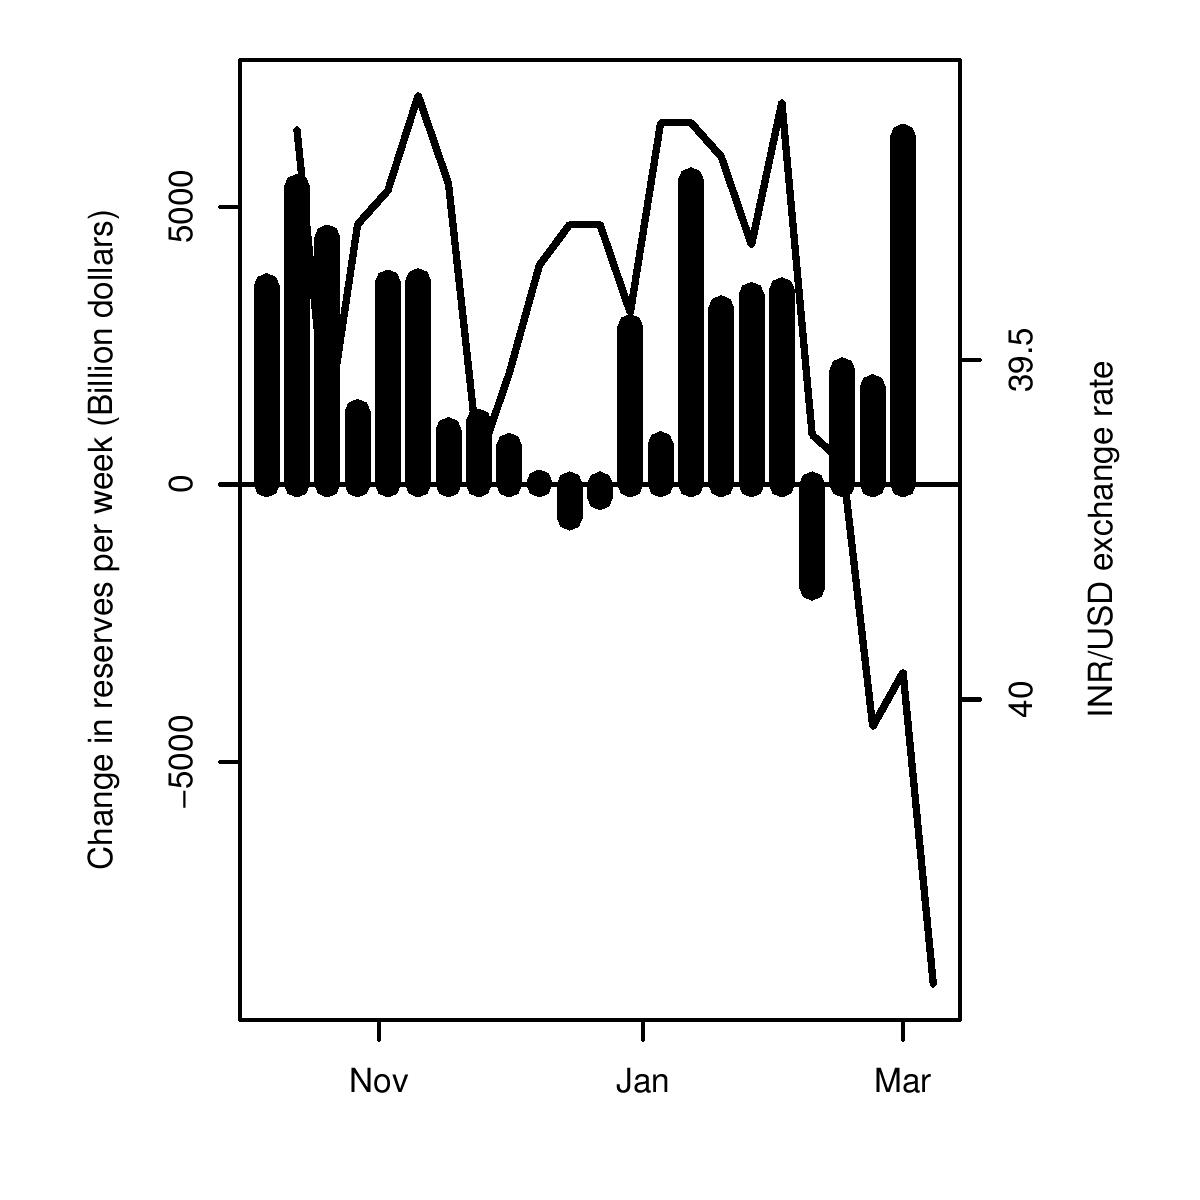 Change in reserves per week (Billion dollars)
5000
0
−5000
39.5
40
INR/USD exchange rate
Nov
Jan
Mar